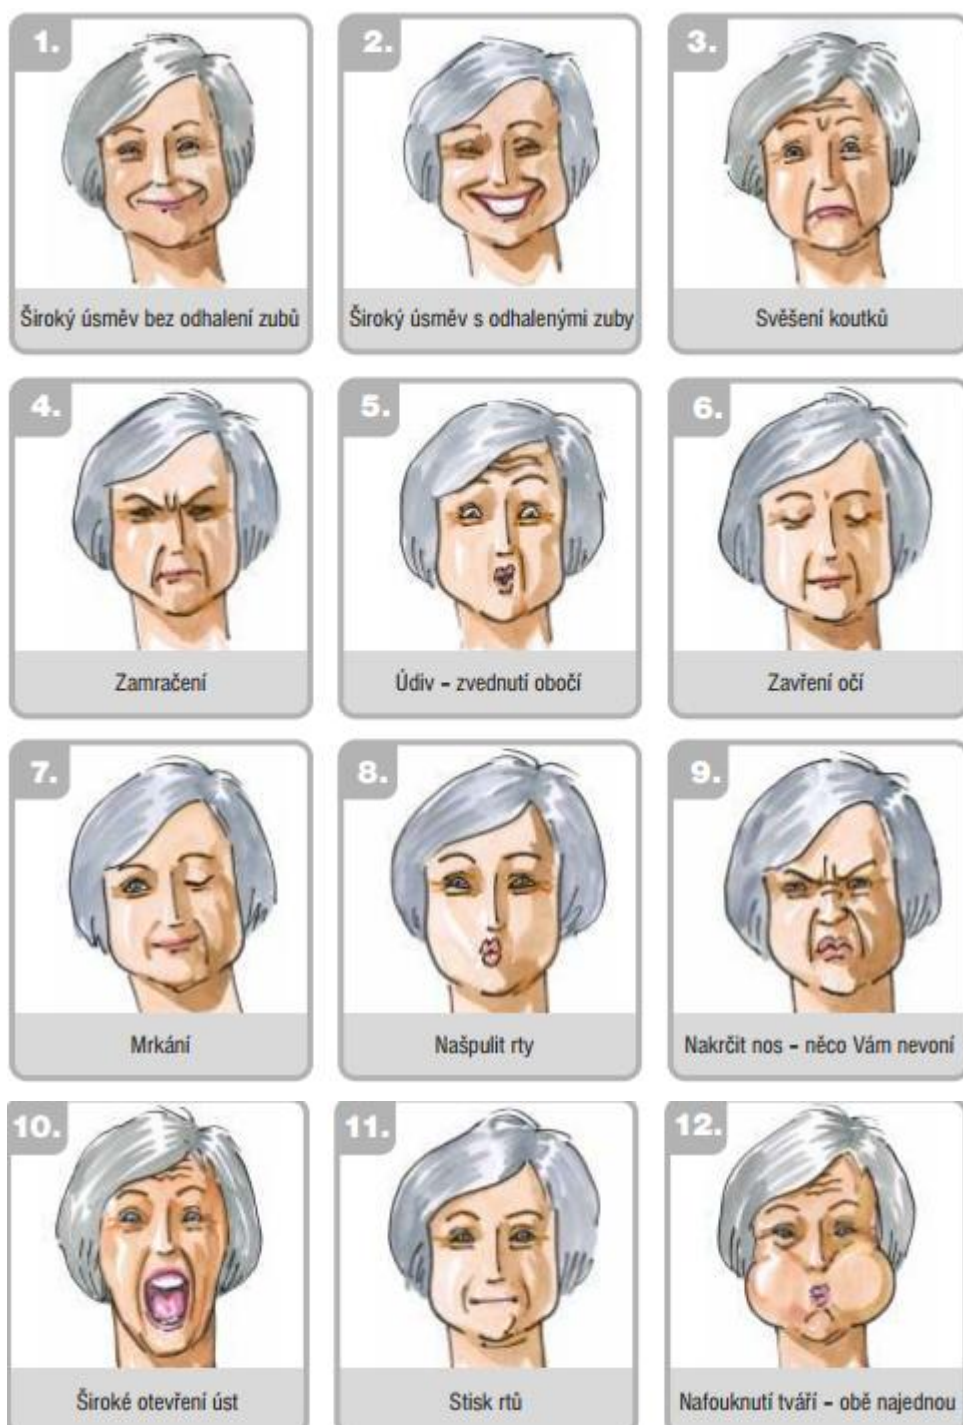 1.
2.
3.
Široký úsměv bez odhalení zubů
Široký úsměv s odhalenými zuby
Svěšení koutků
4.
5.
6.
Zamračení
Údiv – zvednutí obočí
Zavření očí
7.
8.
9.
Mrkání
Našpulit rty
Nakrčit nos – něco Vám nevoní
10.
11.
12.
Široké otevření úst
Stisk rtů
Nafouknutí tváří – obě najednou